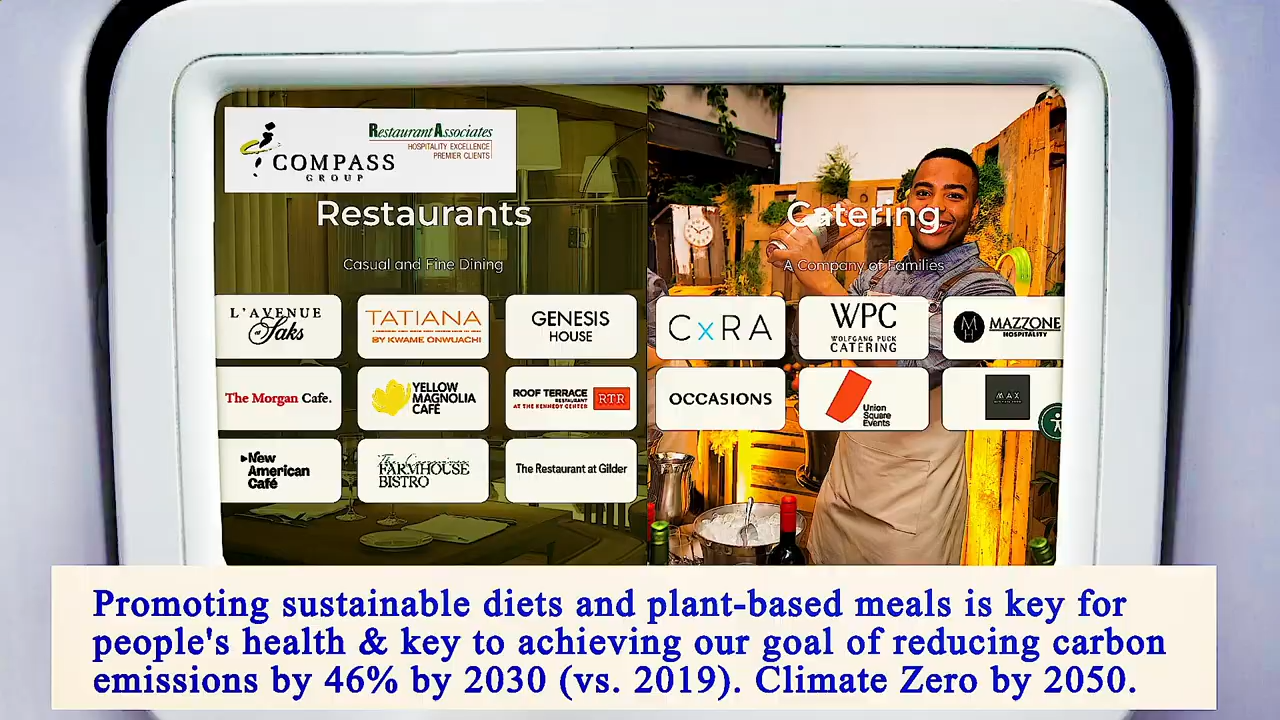 COMPASS
GROUP
Restaurant Associates
HOSPITALITY EXCELLENCE
PREMIER CLIENTS
Restaurants
Casual and Fine Dining
L'AVENUE
Saks
TATIANA
BY KWAME ONWUACHI
GENESIS
HOUSE
The Morgan Cafe.
YELLOW
MAGNOLIA
CAFÉ
ROOF TERRACE
RESTAURANT
AT THE KENNEDY CENTER
RTR
New
American
Café
FARMHOUSE
BISTRO
The Restaurant at Gilder
Catering
A Company of Families
CxRA
WPC
WOLFGANG PUCK
CATERING
MH
MAZZONE
HOSPITALITY
OCCASIONS
Union
Square
Events
MAX
Promoting sustainable diets and plant-based meals is key for
people's health & key to achieving our goal of reducing carbon
emissions by 46% by 2030 (vs. 2019). Climate Zero by 2050.